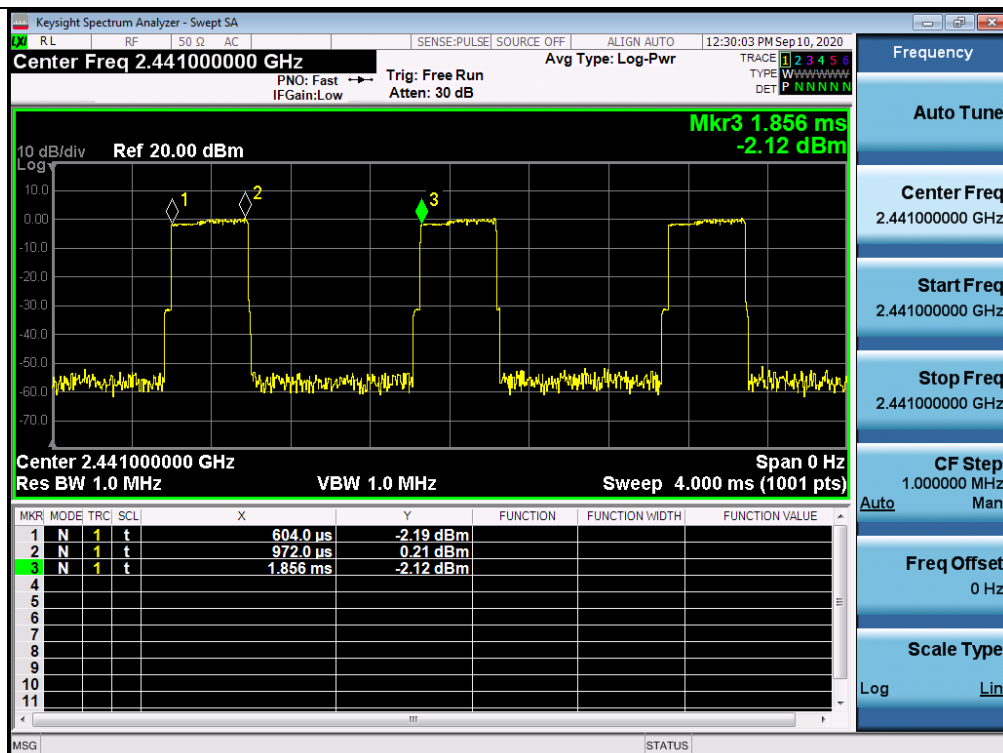 Keysight Spectrum Analyzer - Swept SA
LXI RL RF 50 Ω AC SENSE:PULSE SOURCE OFF ALIGN AUTO 12:30:03 PM Sep 10, 2020
Center Freq 2.441000000 GHz
PNO: Fast
IFGain:Low
Trig: Free Run
Atten: 30 dB
Avg Type: Log-Pwr
TRACE 1 2 3 4 5 6
TYPE W
DET P N N N N N
Mkr3 1.856 ms
-2.12 dBm
10 dB/div
Log
Ref 20.00 dBm
10.0
0.00
-10.0
-20.0
-30.0
-40.0
-50.0
-60.0
-70.0
1
2
3
Center 2.441000000 GHz
Span 0 Hz
Res BW 1.0 MHz
VBW 1.0 MHz
Sweep 4.000 ms (1001 pts)
MKR MODE TRC SCL X Y FUNCTION FUNCTION WIDTH FUNCTION VALUE
1 N 1 t 604.0 µs -2.19 dBm
2 N 1 t 972.0 µs 0.21 dBm
3 N 1 t 1.856 ms -2.12 dBm
4
5
6
7
8
9
10
11
MSG
STATUS
Frequency
Auto Tune
Center Freq
2.441000000 GHz
Start Freq
2.441000000 GHz
Stop Freq
2.441000000 GHz
CF Step
1.000000 MHz
Auto Man
Freq Offset
0 Hz
Scale Type
Log Lin